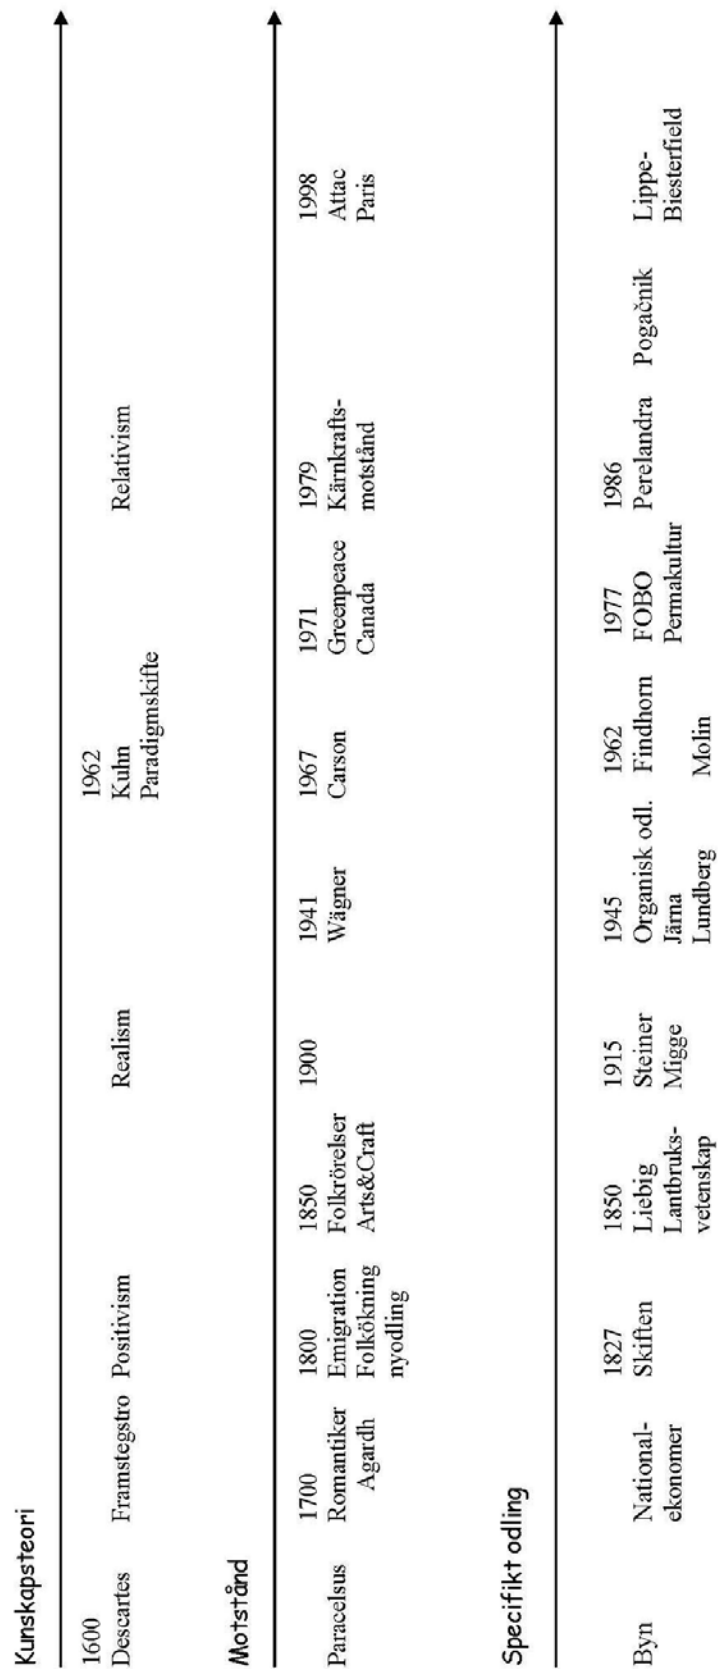 Kunskapsteori
1600
Descartes
Framstegstro
Positivism
Realism
1962
Kuhn
Paradigmskifte
Relativism
Motstånd
Paracelsus
1700
Romantiker
Agardh
1800
Emigration
Folkökning
nyodling
1850
Folkrörelser
Arts&Craft
1900
1941
Wägner
1967
Carson
1971
Greenpeace
Canada
1979
Kärnkrafts-
motstånd
1998
Attac
Paris
Specifikt odling
Byn
National-
ekonomer
1827
Skiften
1850
Liebig
Lantbruks-
vetenskap
1915
Steiner
Migge
1945
Organisk odl.
Järna
Lundberg
1962
Findhorn
Molin
1977
FOBO
Permakultur
1986
Perelandra
Pogačnik
Lippe-
Biesterfield